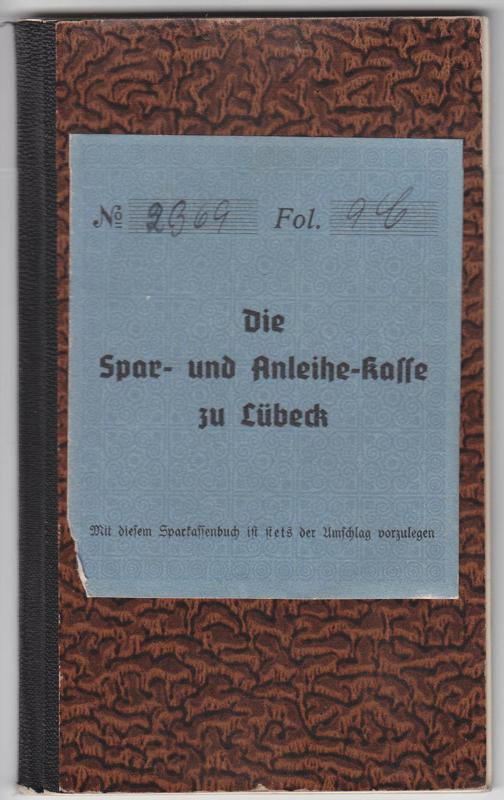 № 2369 Fol. 96
Die
Spar- und Anleihe-Kasse
zu Lübeck
Mit diesem Sparkassenbuch ist stets der Umschlag vorzulegen